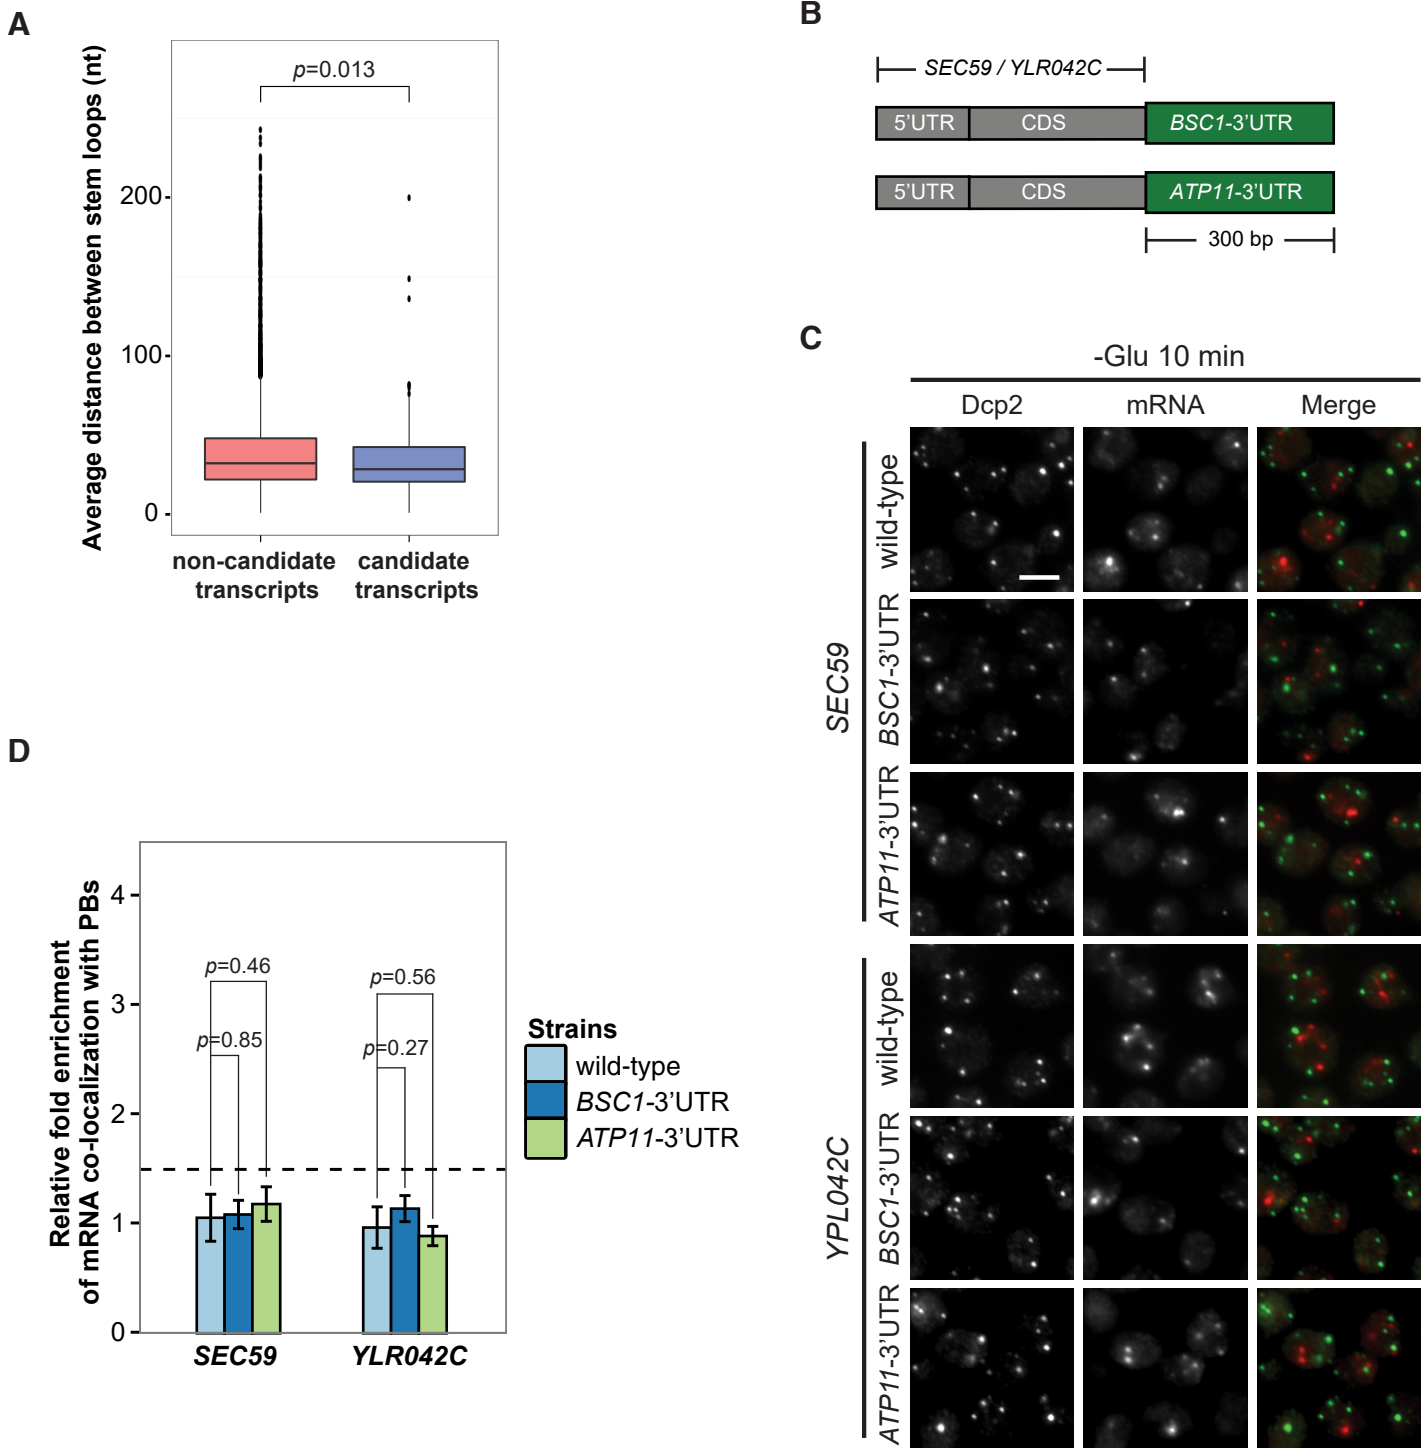 A
Average distance between stem loops (nt)
p=0.013
200
100
0
non-candidate
transcripts
candidate
transcripts
B
SEC59 / YLR042C
5'UTR CDS BSC1-3'UTR
5'UTR CDS ATP11-3'UTR
300 bp
C
-Glu 10 min
Dcp2 mRNA Merge
SEC59
wild-type
BSC1-3'UTR
ATP11-3'UTR
YPL042C
wild-type
BSC1-3'UTR
ATP11-3'UTR
D
Relative fold enrichment
of mRNA co-localization with PBs
4
3
2
1
0
p=0.46
p=0.85
p=0.56
p=0.27
SEC59 YLR042C
Strains
wild-type
BSC1-3'UTR
ATP11-3'UTR